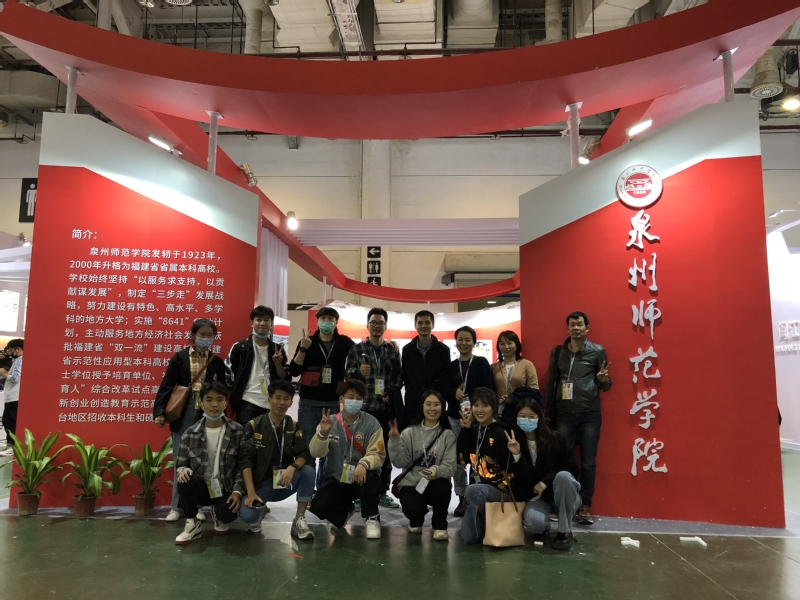 简介：
泉州师范学院发轫于1923年，
2000年升格为福建省省属本科高校。
学校始终坚持“以服务求支持，以贡
献谋发展”，制定“三步走”发展战
略，努力建设有特色、高水平、多学
科的地方大学；实施“8641”
划，主动服务地方经济社会发
批福建省“双一流”建设高
省示范性应用型本科高
士学位授予培育单位、
育人”综合改革试点高
新创业创造教育示范高
台地区招收本科生和硕
泉州师范学院